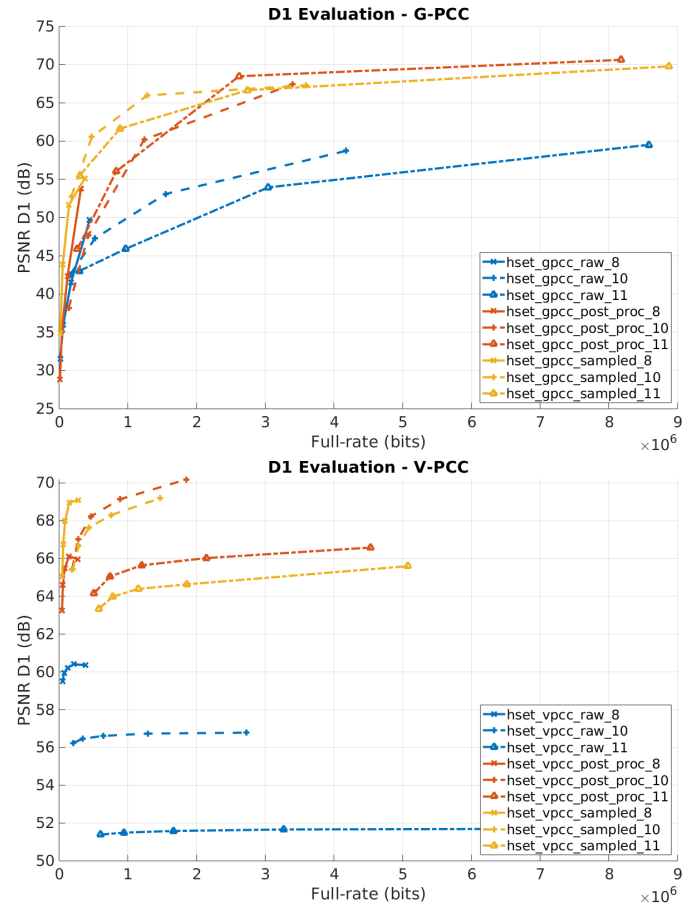 D1 Evaluation - G-PCC
75
70
65
60
55
50
45
40
35
30
25
PSNR D1 (dB)
hset_gpcc_raw_8
hset_gpcc_raw_10
hset_gpcc_raw_11
hset_gpcc_post_proc_8
hset_gpcc_post_proc_10
hset_gpcc_post_proc_11
hset_gpcc_sampled_8
hset_gpcc_sampled_10
hset_gpcc_sampled_11
0 1 2 3 4 5 6 7 8 9
Full-rate (bits)
×10⁶
D1 Evaluation - V-PCC
70
68
66
64
62
60
58
56
54
52
50
PSNR D1 (dB)
hset_vpcc_raw_8
hset_vpcc_raw_10
hset_vpcc_raw_11
hset_vpcc_post_proc_8
hset_vpcc_post_proc_10
hset_vpcc_post_proc_11
hset_vpcc_sampled_8
hset_vpcc_sampled_10
hset_vpcc_sampled_11
0 1 2 3 4 5 6 7 8 9
Full-rate (bits)
×10⁶